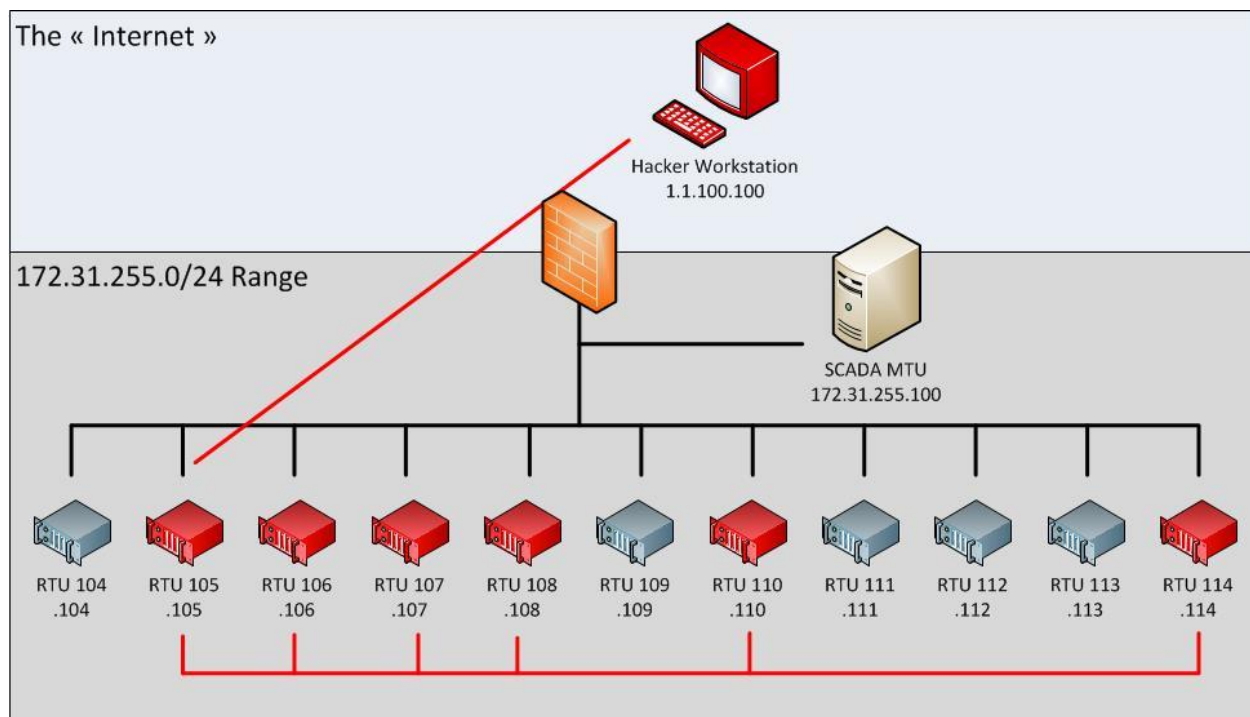 The « Internet »
Hacker Workstation
1.1.100.100
172.31.255.0/24 Range
SCADA MTU
172.31.255.100
RTU 104
.104
RTU 105
.105
RTU 106
.106
RTU 107
.107
RTU 108
.108
RTU 109
.109
RTU 110
.110
RTU 111
.111
RTU 112
.112
RTU 113
.113
RTU 114
.114